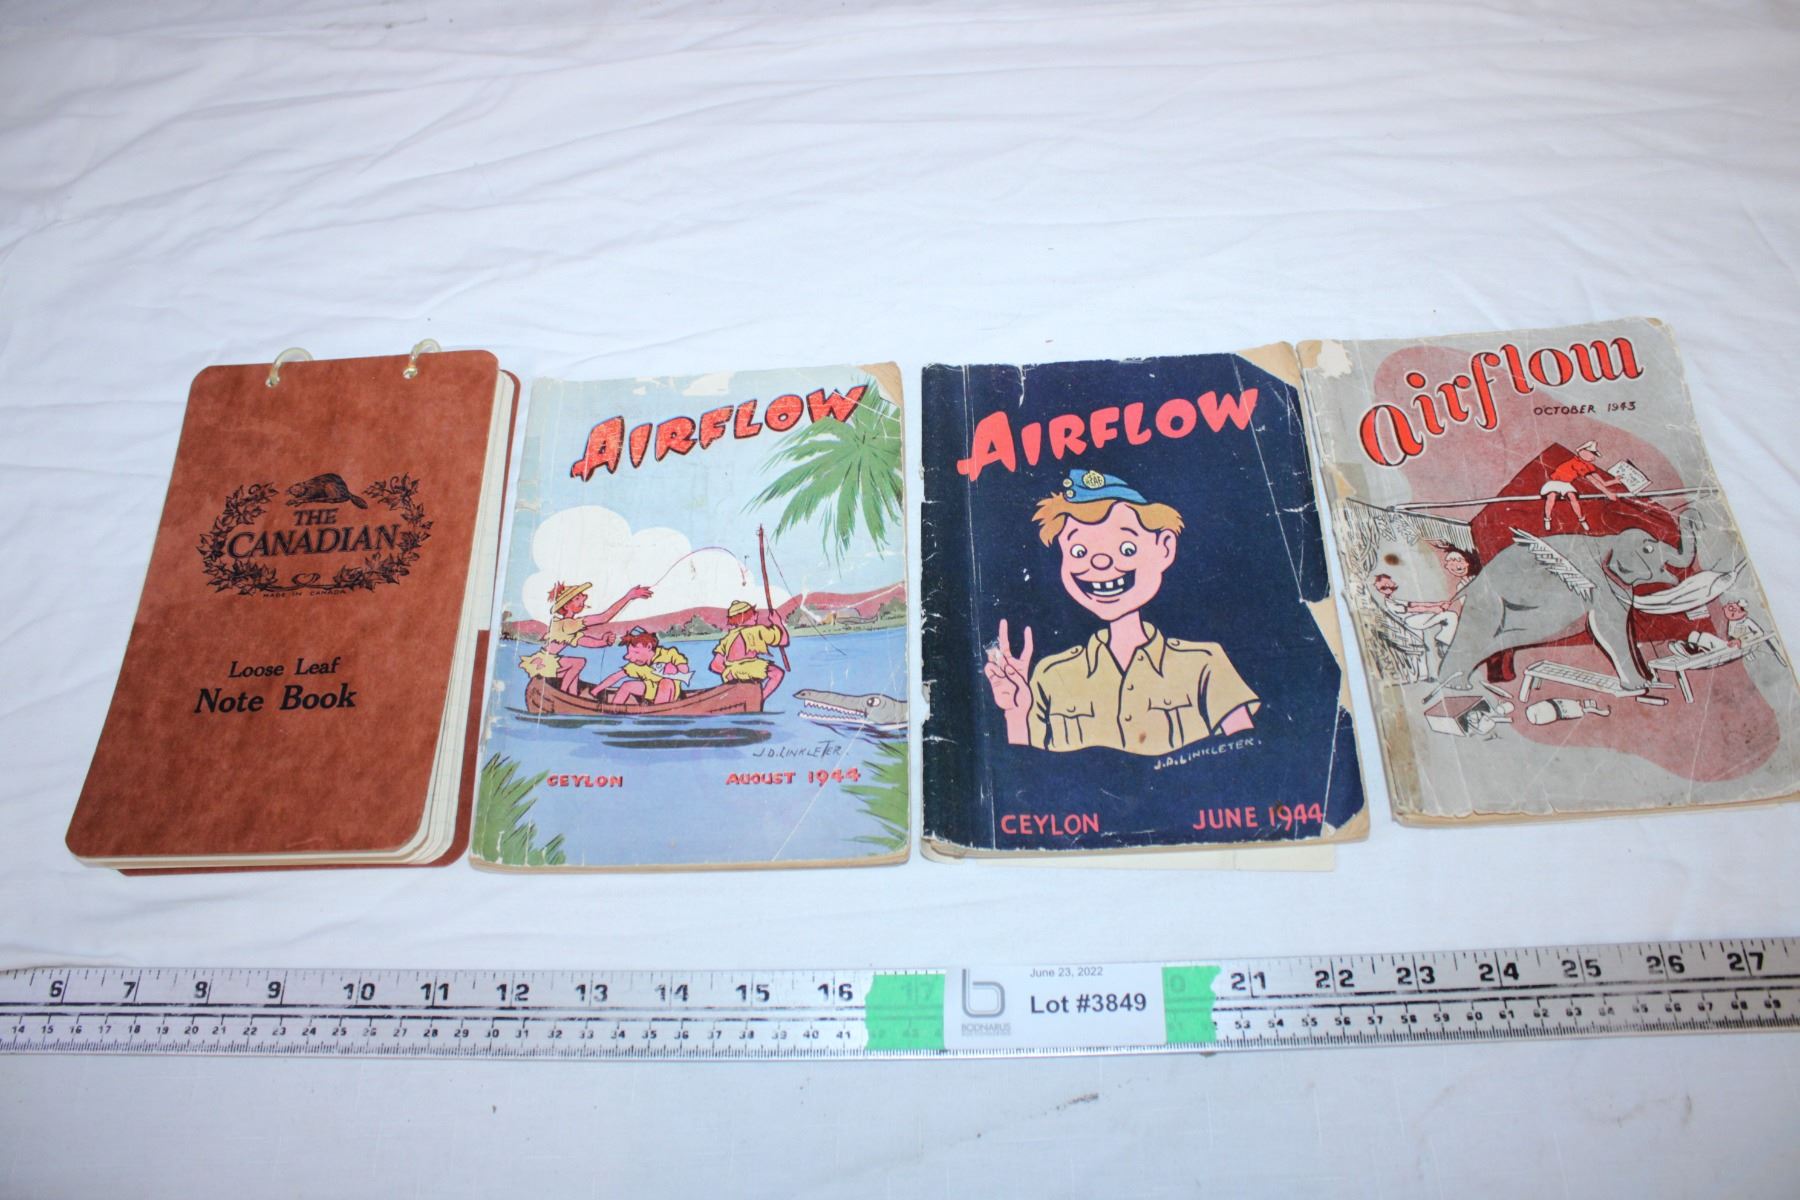 THE
CANADIAN
MADE IN CANADA
Loose Leaf
Note Book
AIRFLOW
J.D. LINKLETER.
CEYLON
AUGUST 1944
AIRFLOW
J.D. LINKLETER.
CEYLON
JUNE 1944
airflow
OCTOBER 1943
6 7 8 9 10 11 12 13 14 15 16 17
June 23, 2022
Lot #3849
BODNARUS
21 22 23 24 25 26 27